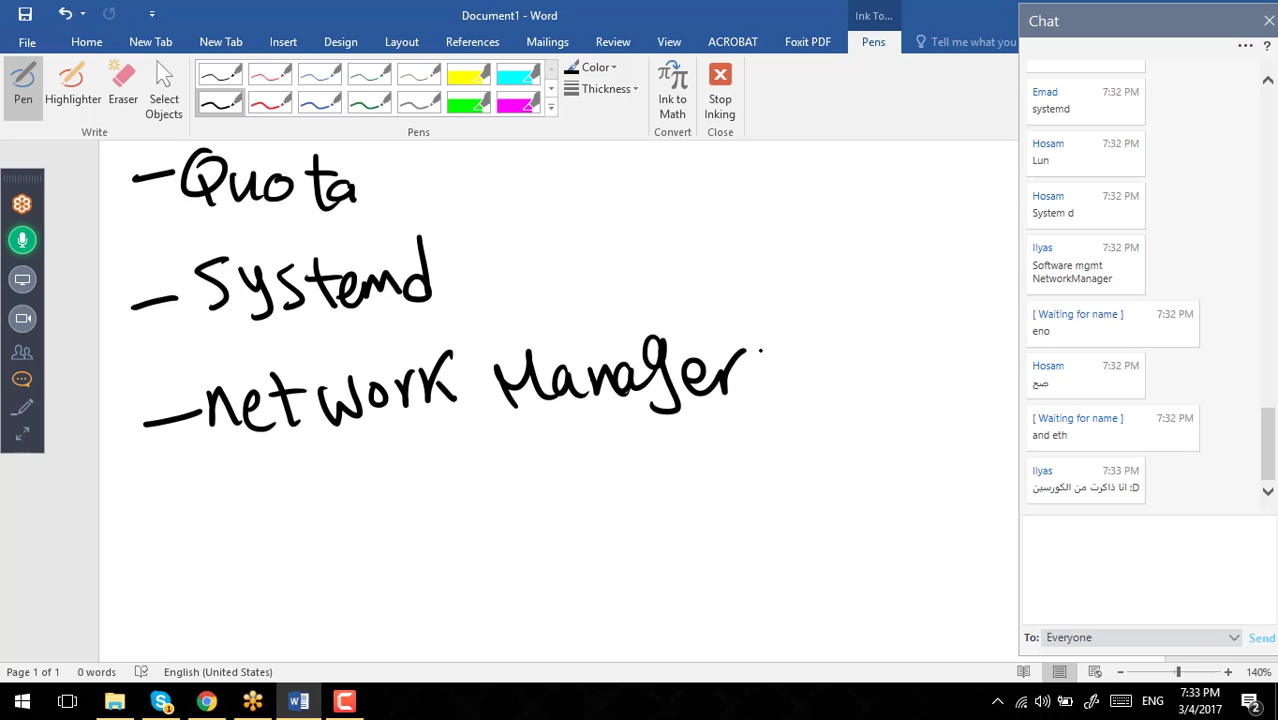 Document1 - Word
Ink To...
Chat
File
Home
New Tab
New Tab
Insert
Design
Layout
References
Mailings
Review
View
ACROBAT
Foxit PDF
Pens
Tell me what you
Pen
Highlighter
Eraser
Select Objects
Color
Thickness
Ink to Math
Stop Inking
Write
Pens
Convert
Close
- Quota
- Systemd
- network Manager
Emad 7:32 PM
systemd
Hosam 7:32 PM
Lun
Hosam 7:32 PM
System d
Ilyas 7:32 PM
Software mgmt
NetworkManager
[ Waiting for name ] 7:32 PM
eno
Hosam 7:32 PM
صح
[ Waiting for name ] 7:32 PM
and eth
Ilyas 7:33 PM
انا ذاكرت من الكورسين :D
To: Everyone Send
Page 1 of 1 0 words English (United States) 140%
ENG 7:33 PM
3/4/2017
2